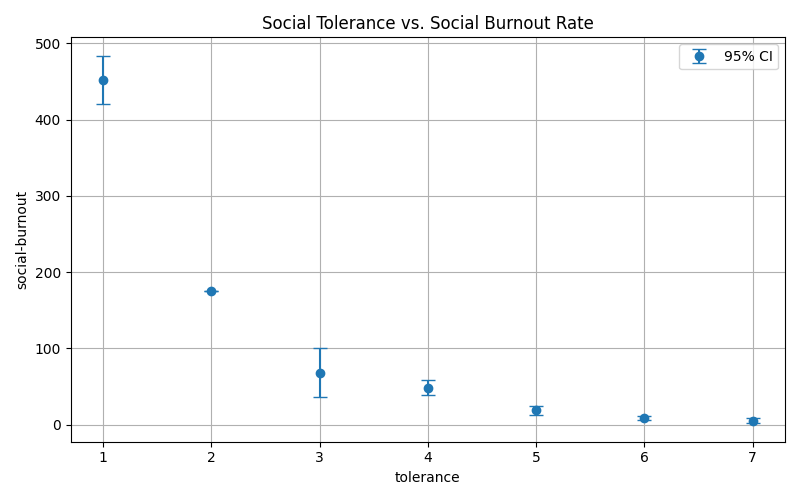 Social Tolerance vs. Social Burnout Rate
500
400
300
200
100
0
social-burnout
95% CI
1 2 3 4 5 6 7
tolerance